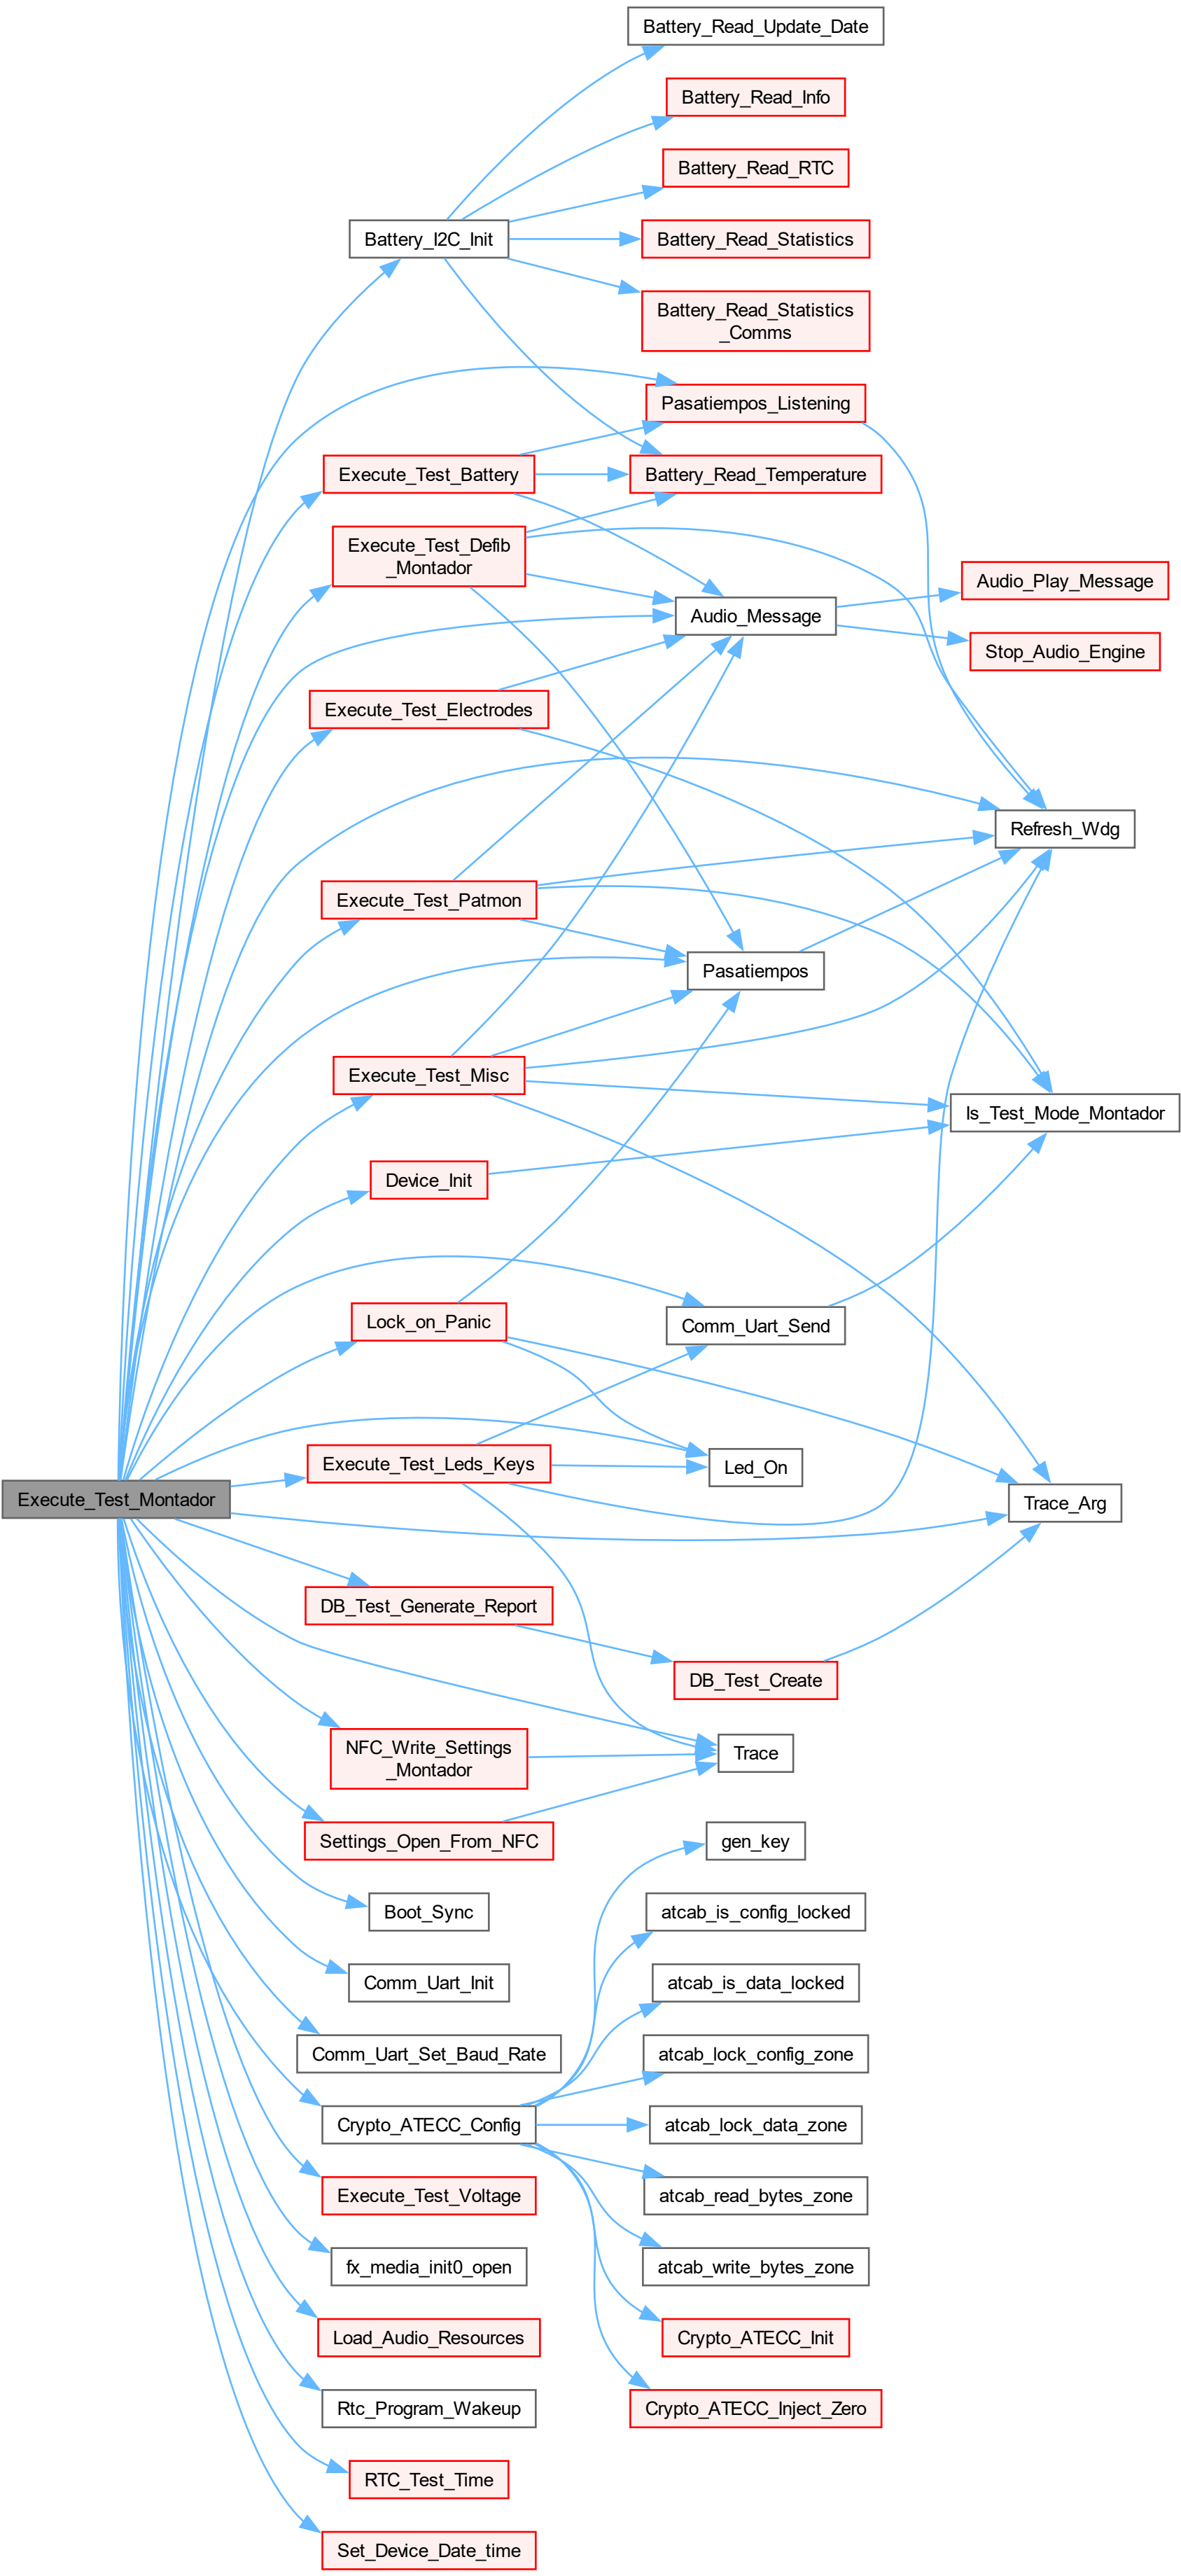 Battery_Read_Update_Date
Battery_Read_Info
Battery_Read_RTC
Battery_I2C_Init
Battery_Read_Statistics
Battery_Read_Statistics
_Comms
Pasatiempos_Listening
Execute_Test_Battery
Battery_Read_Temperature
Execute_Test_Defib
_Montador
Audio_Play_Message
Audio_Message
Stop_Audio_Engine
Execute_Test_Electrodes
Refresh_Wdg
Execute_Test_Patmon
Pasatiempos
Execute_Test_Misc
Is_Test_Mode_Montador
Device_Init
Lock_on_Panic
Comm_Uart_Send
Execute_Test_Leds_Keys
Led_On
Execute_Test_Montador
Trace_Arg
DB_Test_Generate_Report
DB_Test_Create
NFC_Write_Settings
_Montador
Trace
Settings_Open_From_NFC
gen_key
Boot_Sync
atcab_is_config_locked
Comm_Uart_Init
atcab_is_data_locked
Comm_Uart_Set_Baud_Rate
atcab_lock_config_zone
Crypto_ATECC_Config
atcab_lock_data_zone
Execute_Test_Voltage
atcab_read_bytes_zone
fx_media_init0_open
atcab_write_bytes_zone
Load_Audio_Resources
Crypto_ATECC_Init
Rtc_Program_Wakeup
Crypto_ATECC_Inject_Zero
RTC_Test_Time
Set_Device_Date_time